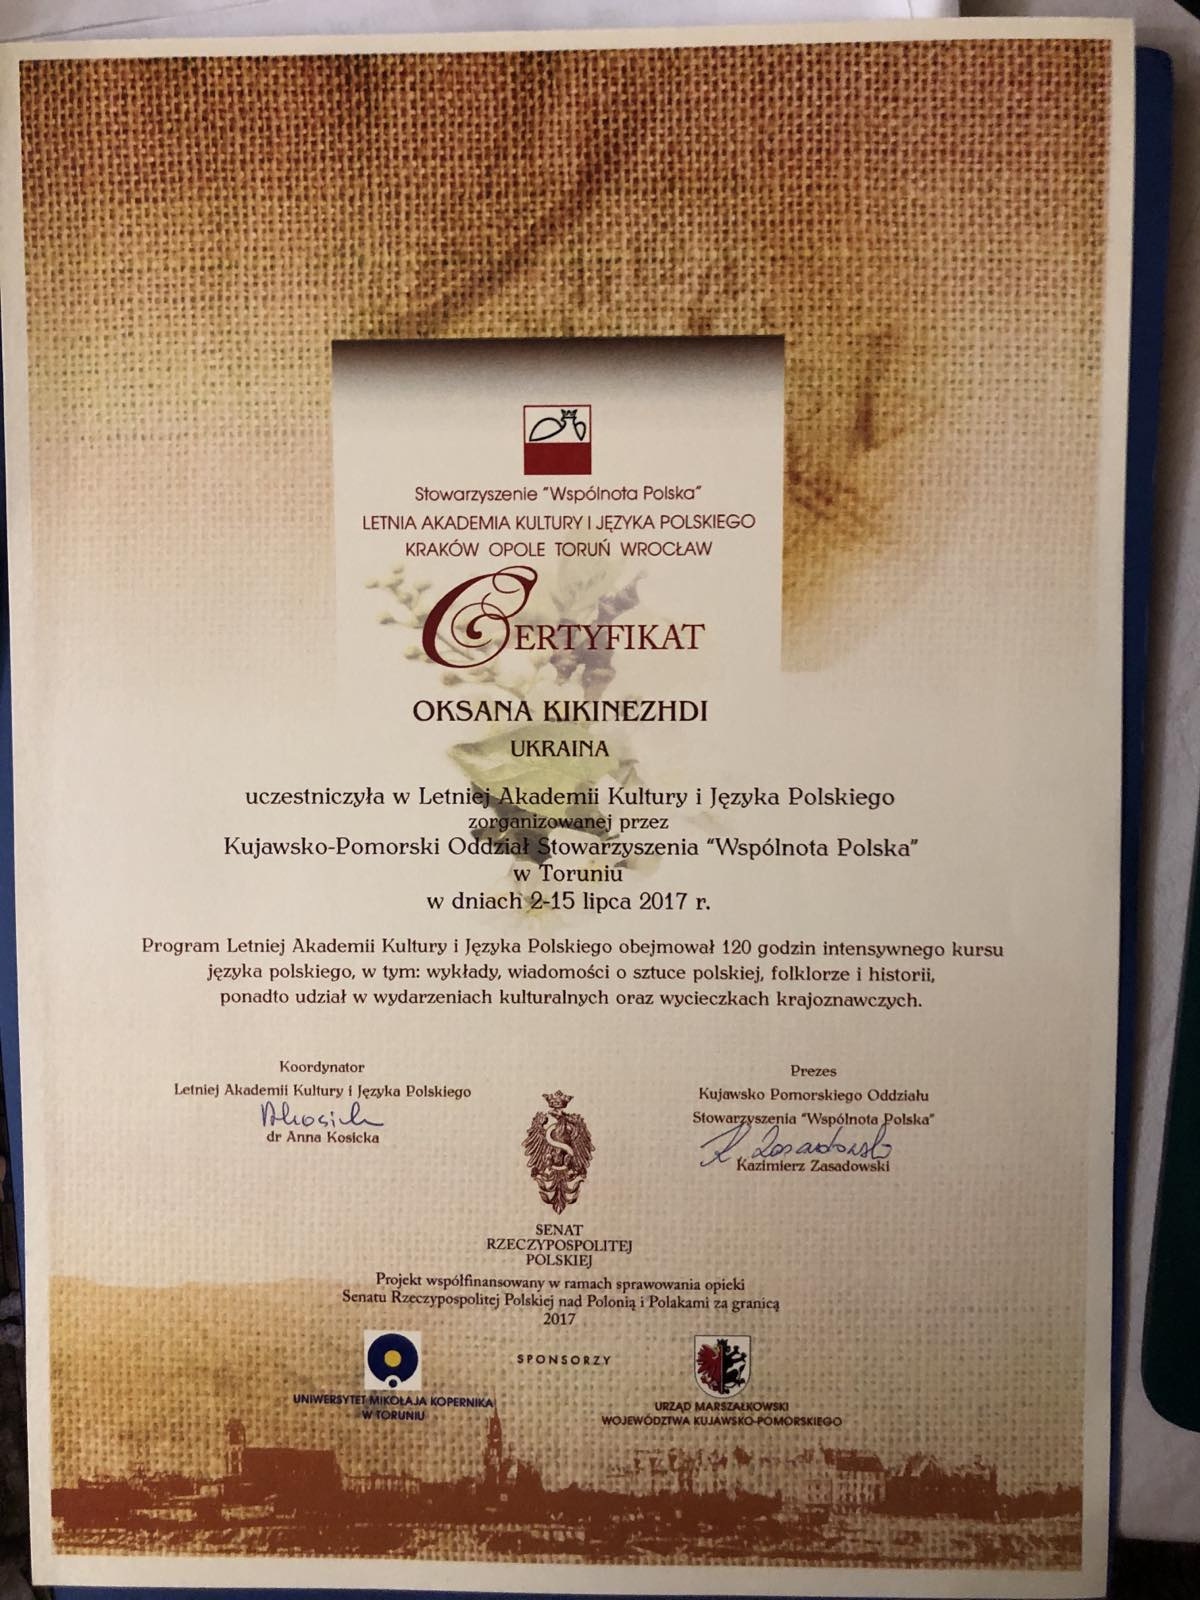 Stowarzyszenie "Wspólnota Polska"
LETNIA AKADEMIA KULTURY I JĘZYKA POLSKIEGO
KRAKÓW OPOLE TORUŃ WROCŁAW
CERTYFIKAT
OKSANA KIKINEZHDI
UKRAINA
uczestniczyła w Letniej Akademii Kultury i Języka Polskiego
zorganizowanej przez
Kujawsko-Pomorski Oddział Stowarzyszenia "Wspólnota Polska"
w Toruniu
w dniach 2-15 lipca 2017 r.
Program Letniej Akademii Kultury i Języka Polskiego obejmował 120 godzin intensywnego kursu
języka polskiego, w tym: wykłady, wiadomości o sztuce polskiej, folklorze i historii,
ponadto udział w wydarzeniach kulturalnych oraz wycieczkach krajoznawczych.
Koordynator
Letniej Akademii Kultury i Języka Polskiego
AKosicka
dr Anna Kosicka
Prezes
Kujawsko Pomorskiego Oddziału
Stowarzyszenia "Wspólnota Polska"
K. Zasadowski
Kazimierz Zasadowski
SENAT
RZECZYPOSPOLITEJ
POLSKIEJ
Projekt współfinansowany w ramach sprawowania opieki
Senatu Rzeczypospolitej Polskiej nad Polonią i Polakami za granicą
2017
SPONSORZY
UNIWERSYTET MIKOŁAJA KOPERNIKA
W TORUNIU
URZĄD MARSZAŁKOWSKI
WOJEWÓDZTWA KUJAWSKO-POMORSKIEGO